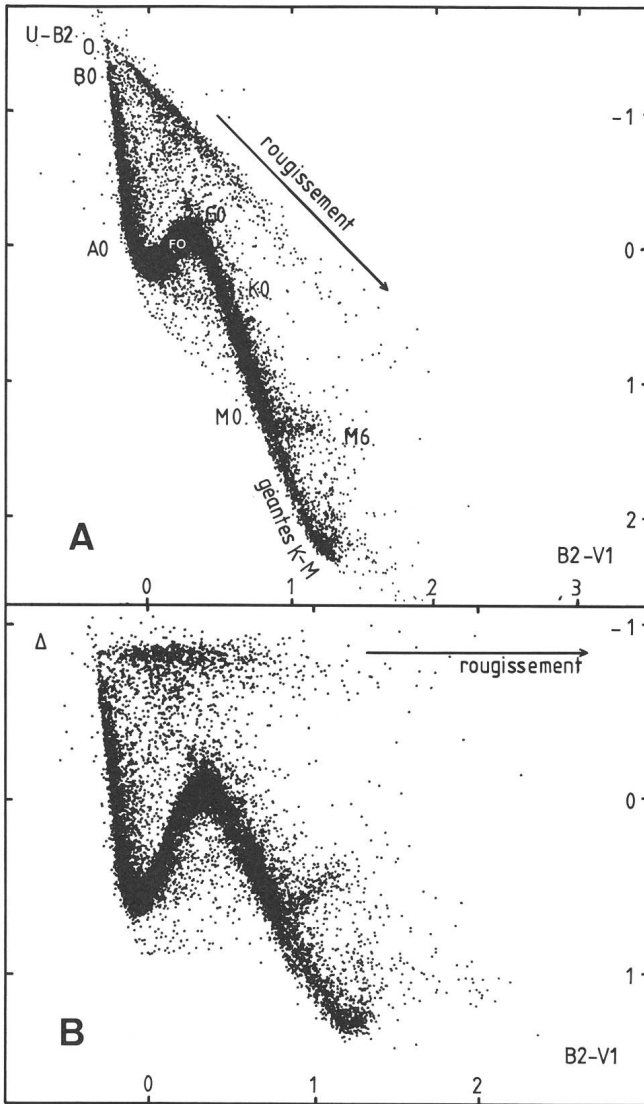 U-B2
O
B0
-1
rougissement
G0
A0
F0
0
K0
1
M0
M6
géantes K-M
2
A
B2-V1
0 1 2 3
Δ
-1
rougissement
0
1
B
B2-V1
0 1 2